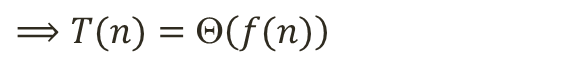 ⟹ 𝑇(𝑛) = Θ(𝑓(𝑛))